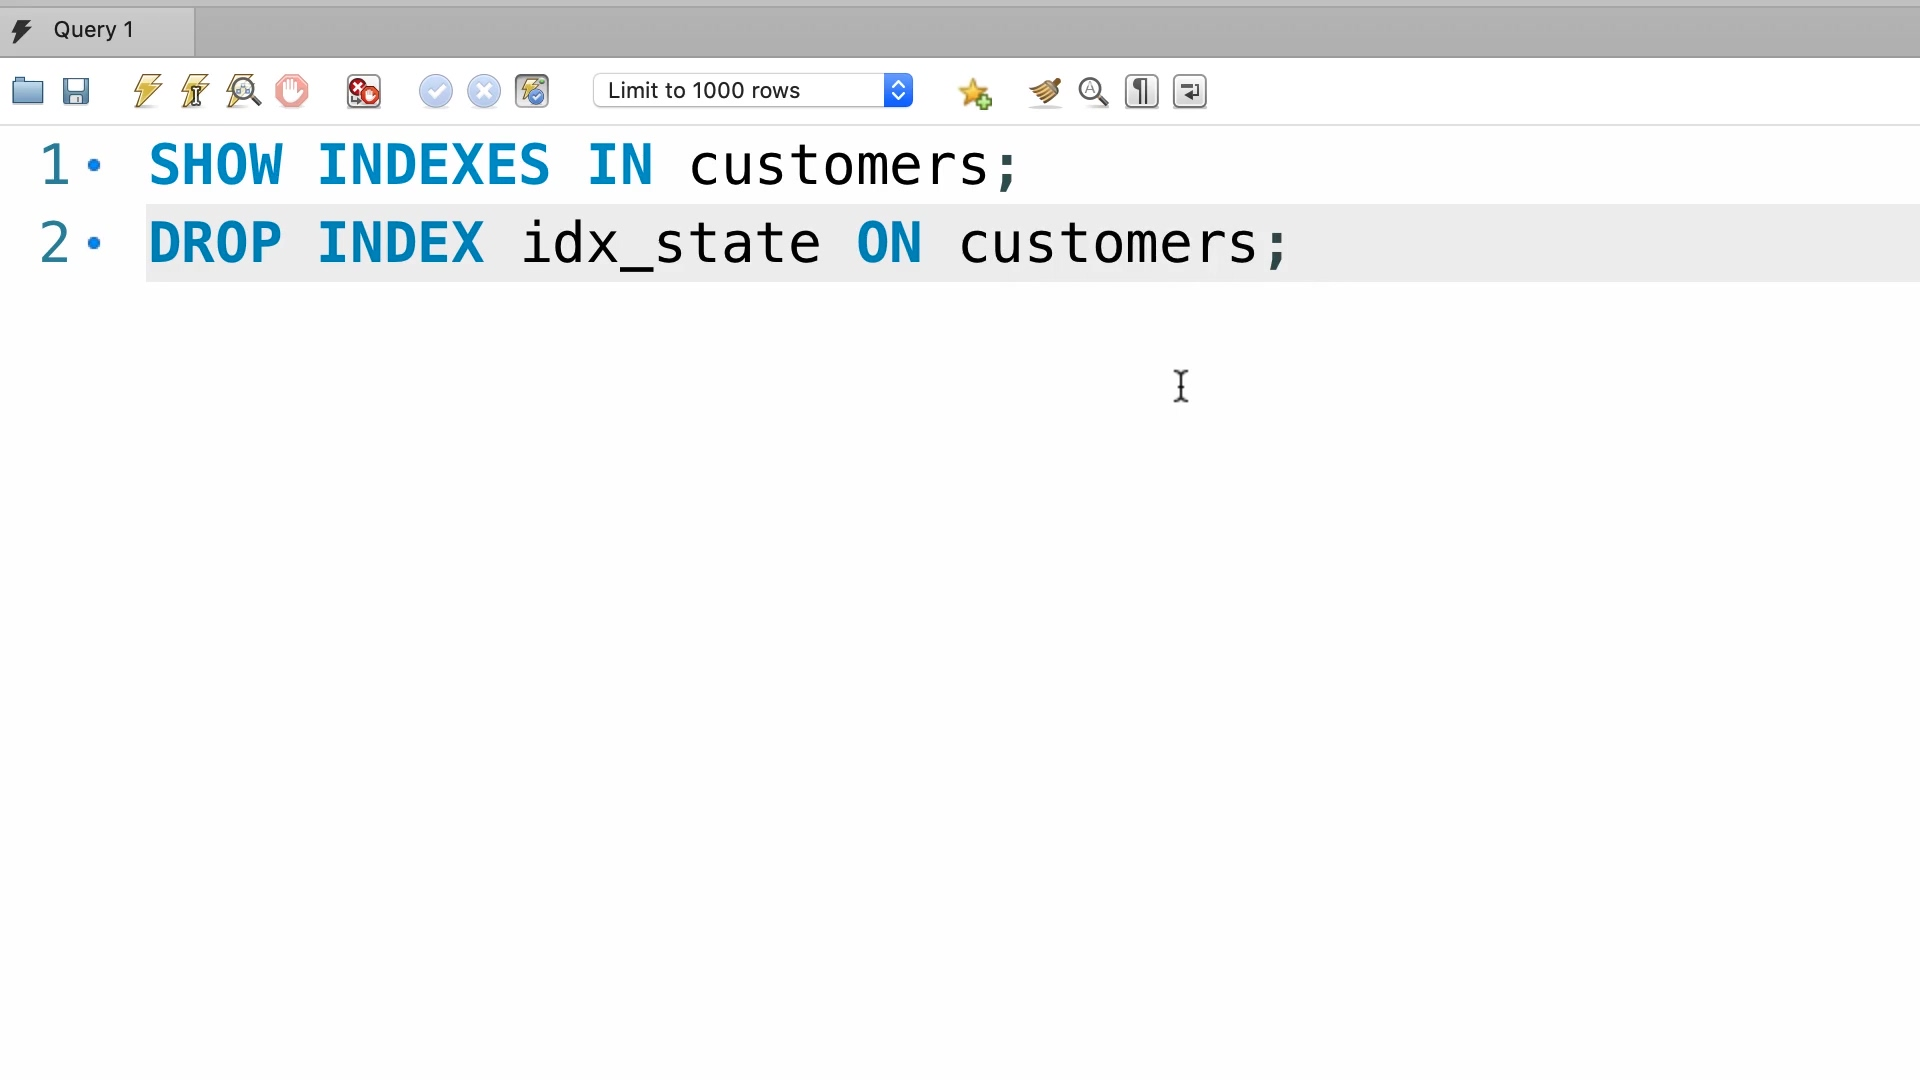 Query 1
Limit to 1000 rows
1 SHOW INDEXES IN customers;
2 DROP INDEX idx_state ON customers;